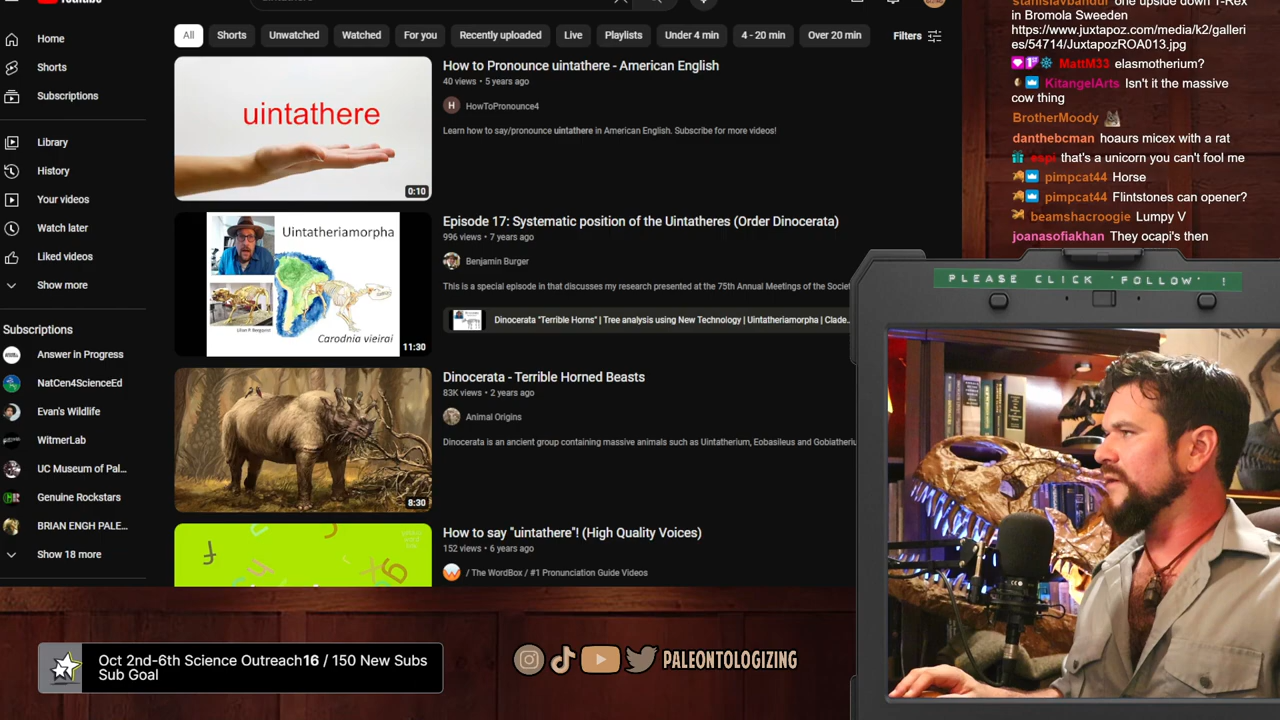 YouTube
All
Shorts
Unwatched
Watched
For you
Recently uploaded
Live
Playlists
Under 4 min
4 - 20 min
Over 20 min
Filters
Home
Shorts
Subscriptions
Library
History
Your videos
Watch later
Liked videos
Show more
Subscriptions
Answer in Progress
NatCen4ScienceEd
Evan's Wildlife
WitmerLab
UC Museum of Pal...
Genuine Rockstars
BRIAN ENGH PALE...
Show 18 more
uintathere
0:10
How to Pronounce uintathere - American English
40 views • 5 years ago
H HowToPronounce4
Learn how to say/pronounce uintathere in American English. Subscribe for more videos!
Uintatheriamorpha
Carodnia vieirai
11:30
Episode 17: Systematic position of the Uintatheres (Order Dinocerata)
996 views • 7 years ago
Benjamin Burger
This is a special episode in that discusses my research presented at the 75th Annual Meetings of the Societ
Dinocerata "Terrible Horns" | Tree analysis using New Technology | Uintatheriamorpha | Clade...
8:30
Dinocerata - Terrible Horned Beasts
83K views • 2 years ago
Animal Origins
Dinocerata is an ancient group containing massive animals such as Uintatherium, Eobasileus and Gobiatheriu
How to say "uintathere"! (High Quality Voices)
152 views • 6 years ago
/ The WordBox / #1 Pronunciation Guide Videos
stanislavbandur one upside down T-Rex
in Bromola Sweeden
https://www.juxtapoz.com/media/k2/galleri
es/54714/JuxtapozROA013.jpg
MattM33 elasmotherium?
KitangelArts Isn't it the massive
cow thing
BrotherMoody
danthebcman hoaurs micex with a rat
espi that's a unicorn you can't fool me
pimpcat44 Horse
pimpcat44 Flintstones can opener?
beamshacroogie Lumpy V
joanasofiakhan They ocapi's then
PLEASE CLICK 'FOLLOW' !
Oct 2nd-6th Science Outreach16 / 150 New Subs
Sub Goal
PALEONTOLOGIZING